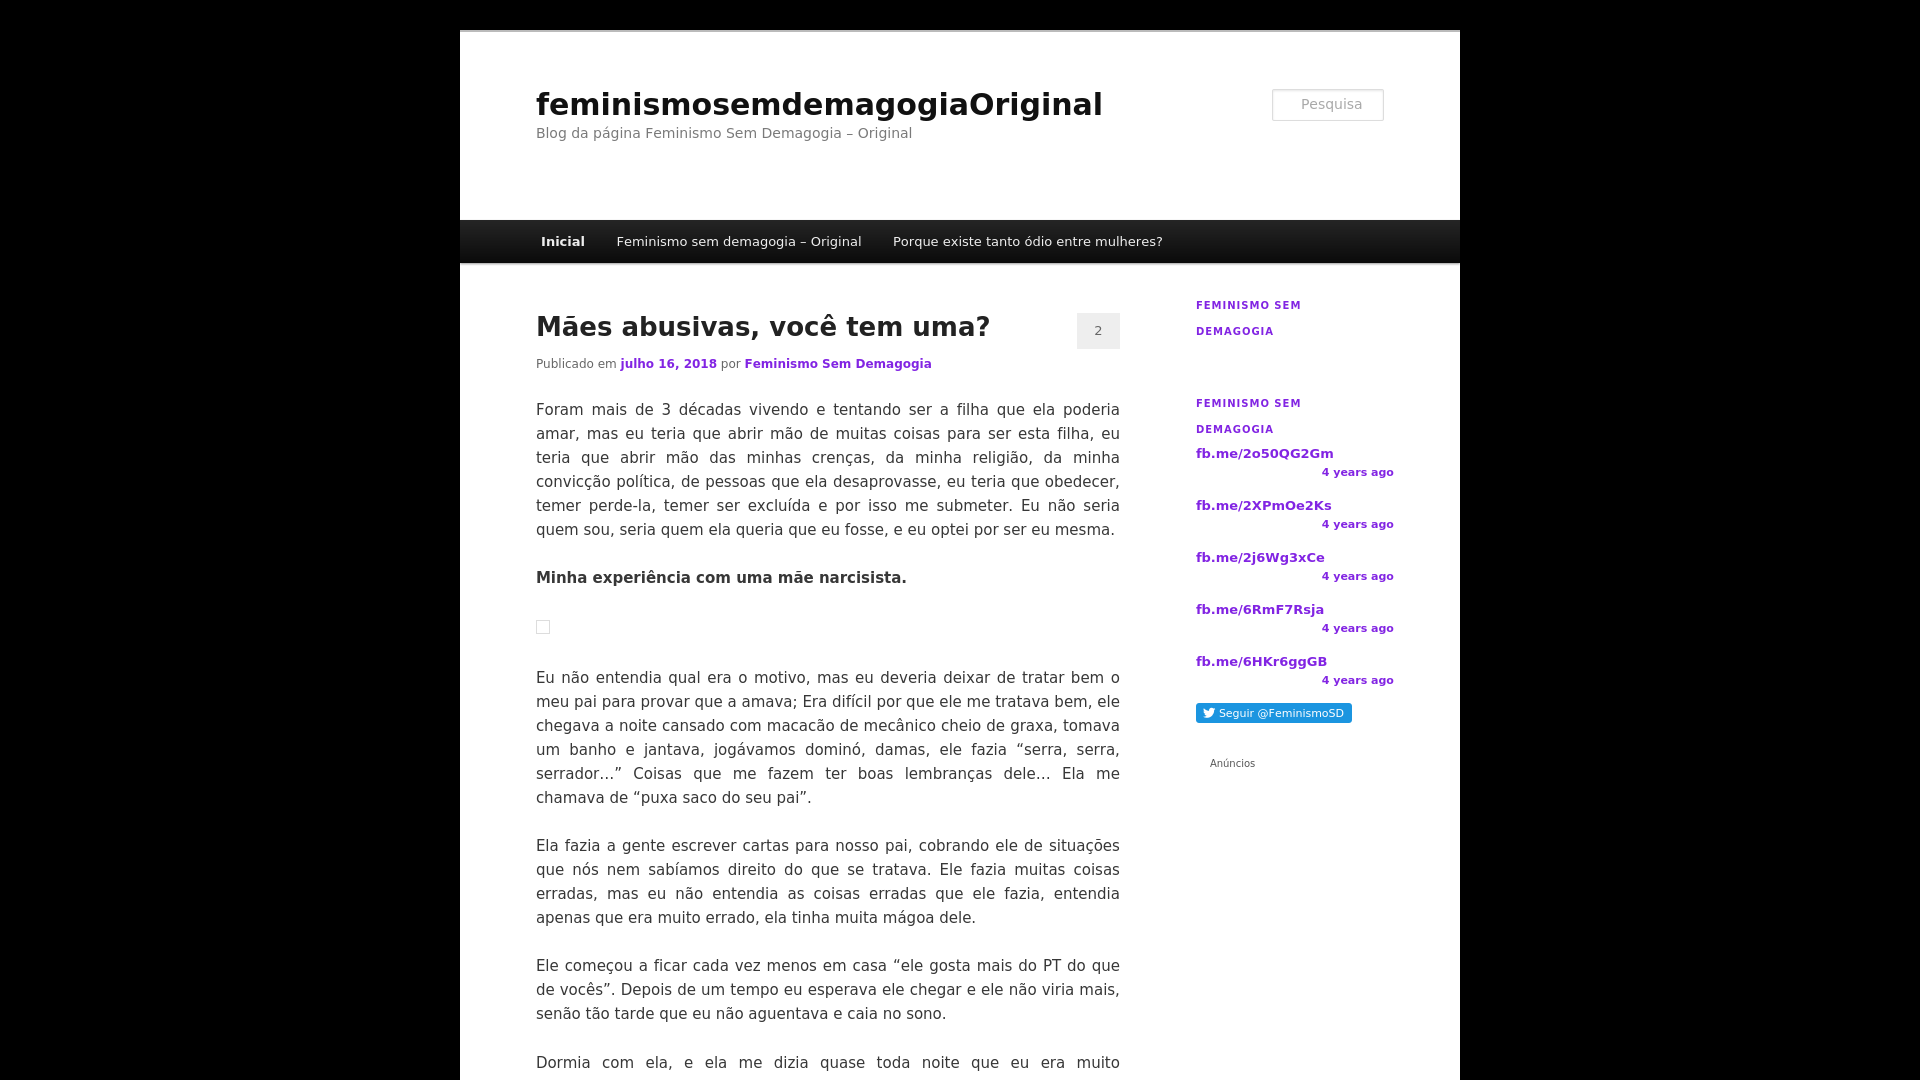 feminismosemdemagogiaOriginal
Blog da página Feminismo Sem Demagogia – Original
Pesquisa
Inicial
Feminismo sem demagogia – Original
Porque existe tanto ódio entre mulheres?
Mães abusivas, você tem uma?
2
Publicado em julho 16, 2018 por Feminismo Sem Demagogia
Foram mais de 3 décadas vivendo e tentando ser a filha que ela poderia
amar, mas eu teria que abrir mão de muitas coisas para ser esta filha, eu
teria que abrir mão das minhas crenças, da minha religião, da minha
convicção política, de pessoas que ela desaprovasse, eu teria que obedecer,
temer perde-la, temer ser excluída e por isso me submeter. Eu não seria
quem sou, seria quem ela queria que eu fosse, e eu optei por ser eu mesma.
Minha experiência com uma mãe narcisista.
Eu não entendia qual era o motivo, mas eu deveria deixar de tratar bem o
meu pai para provar que a amava; Era difícil por que ele me tratava bem, ele
chegava a noite cansado com macacão de mecânico cheio de graxa, tomava
um banho e jantava, jogávamos dominó, damas, ele fazia “serra, serra,
serrador…” Coisas que me fazem ter boas lembranças dele… Ela me
chamava de “puxa saco do seu pai”.
Ela fazia a gente escrever cartas para nosso pai, cobrando ele de situações
que nós nem sabíamos direito do que se tratava. Ele fazia muitas coisas
erradas, mas eu não entendia as coisas erradas que ele fazia, entendia
apenas que era muito errado, ela tinha muita mágoa dele.
Ele começou a ficar cada vez menos em casa “ele gosta mais do PT do que
de vocês”. Depois de um tempo eu esperava ele chegar e ele não viria mais,
senão tão tarde que eu não aguentava e caia no sono.
Dormia com ela, e ela me dizia quase toda noite que eu era muito
FEMINISMO SEM
DEMAGOGIA
FEMINISMO SEM
DEMAGOGIA
fb.me/2o50QG2Gm
4 years ago
fb.me/2XPmOe2Ks
4 years ago
fb.me/2j6Wg3xCe
4 years ago
fb.me/6RmF7Rsja
4 years ago
fb.me/6HKr6ggGB
4 years ago
Seguir @FeminismoSD
Anúncios